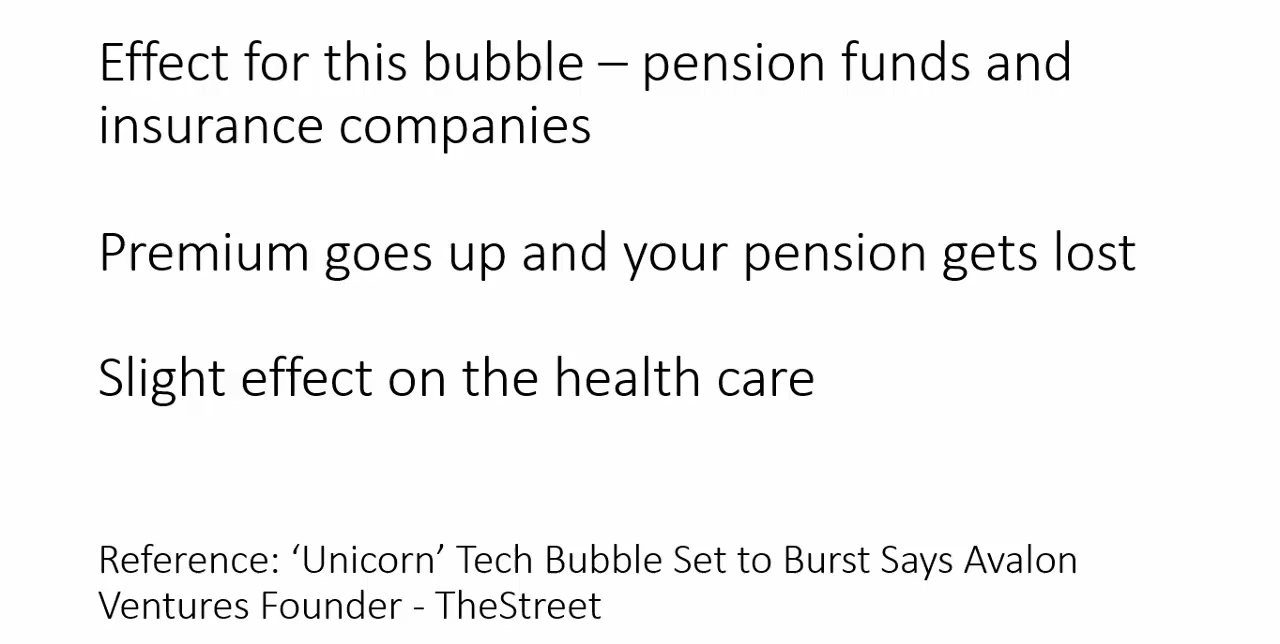 Effect for this bubble – pension funds and
insurance companies
Premium goes up and your pension gets lost
Slight effect on the health care
Reference: ‘Unicorn’ Tech Bubble Set to Burst Says Avalon
Ventures Founder - TheStreet